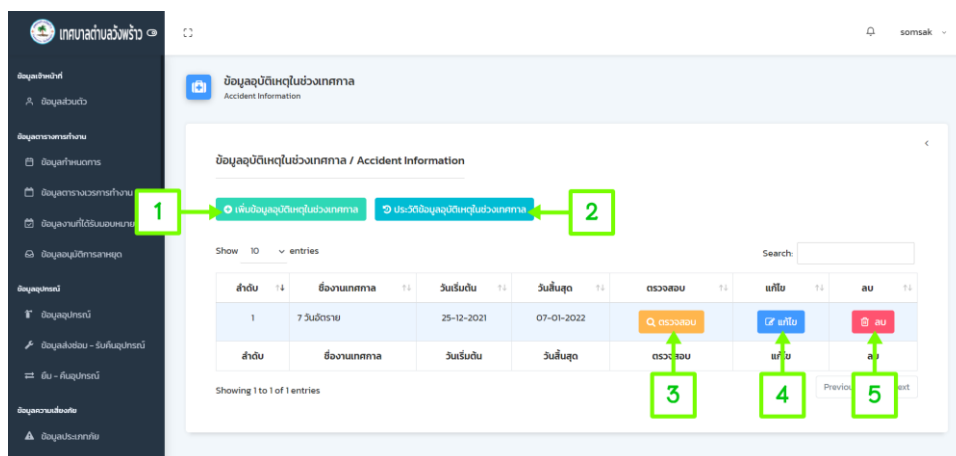 เทศบาลตำบลวังพร้าว
somsak
ข้อมูลเจ้าหน้าที่
ข้อมูลส่วนตัว
ข้อมูลตารางการทำงาน
ข้อมูลกำหนดการ
ข้อมูลตารางเวรการทำงาน
ข้อมูลงานที่ได้รับมอบหมาย
ข้อมูลอนุมัติการลาหยุด
ข้อมูลอุปกรณ์
ข้อมูลอุปกรณ์
ข้อมูลส่งซ่อม - รับคืนอุปกรณ์
ยืม - คืนอุปกรณ์
ข้อมูลความเสี่ยงภัย
ข้อมูลประเภทภัย
ข้อมูลอุบัติเหตุในช่วงเทศกาล
Accident Information
ข้อมูลอุบัติเหตุในช่วงเทศกาล / Accident Information
1 เพิ่มข้อมูลอุบัติเหตุในช่วงเทศกาล ประวัติข้อมูลอุบัติเหตุในช่วงเทศกาล 2
Show 10 entries Search:
ลำดับ ชื่องานเทศกาล วันเริ่มต้น วันสิ้นสุด ตรวจสอบ แก้ไข ลบ
1 7 วันอัตราย 25-12-2021 07-01-2022 ตรวจสอบ แก้ไข ลบ
ลำดับ ชื่องานเทศกาล วันเริ่มต้น วันสิ้นสุด ตรวจสอบ แก้ไข ลบ
Showing 1 to 1 of 1 entries
3 4 5